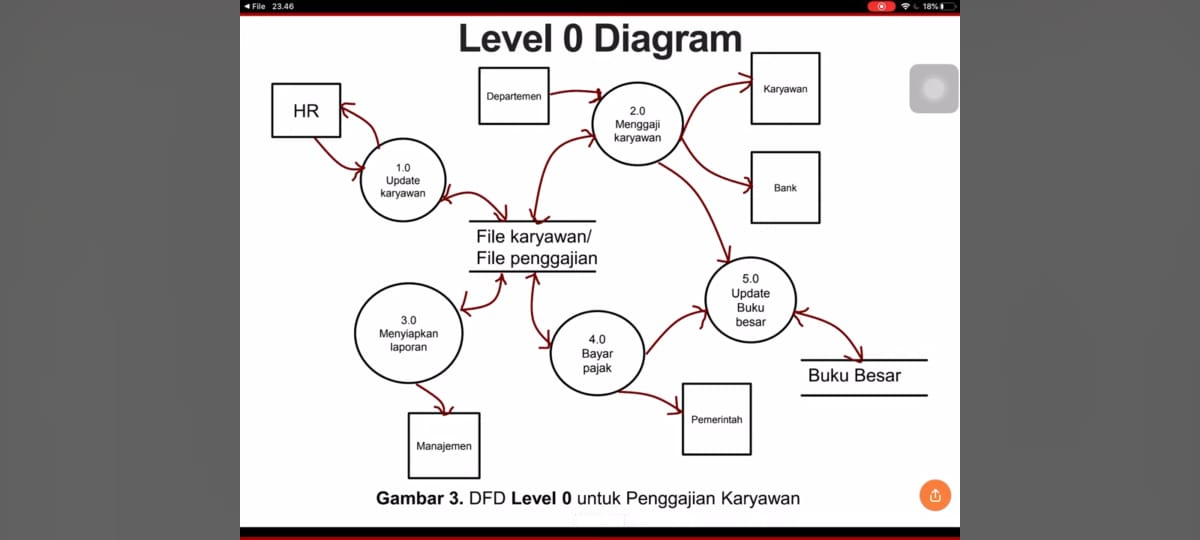 File 23.46
18%
Level 0 Diagram
HR
Departemen
Karyawan
2.0
Menggaji
karyawan
1.0
Update
karyawan
Bank
File karyawan/
File penggajian
5.0
Update
Buku
besar
3.0
Menyiapkan
laporan
4.0
Bayar
pajak
Buku Besar
Pemerintah
Manajemen
Gambar 3. DFD Level 0 untuk Penggajian Karyawan